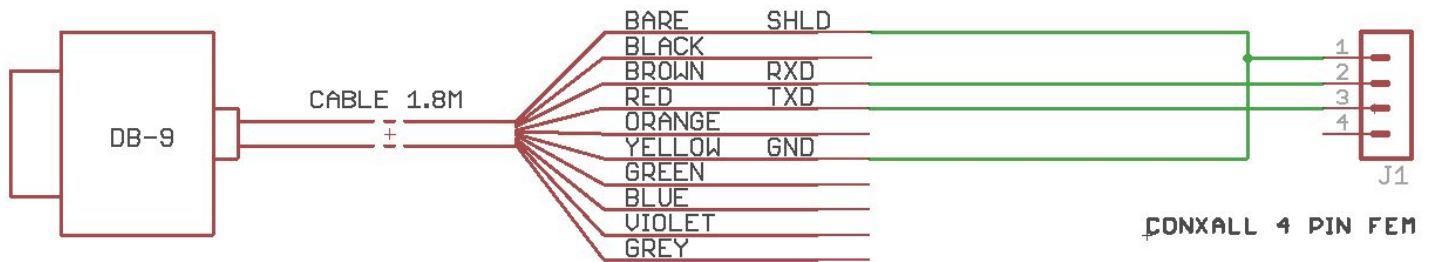 BARE SHLD
BLACK
BROWN RXD
RED TXD
ORANGE
YELLOW GND
GREEN
BLUE
VIOLET
GREY
CABLE 1.8M
DB-9
1
2
3
4
J1
CONXALL 4 PIN FEM